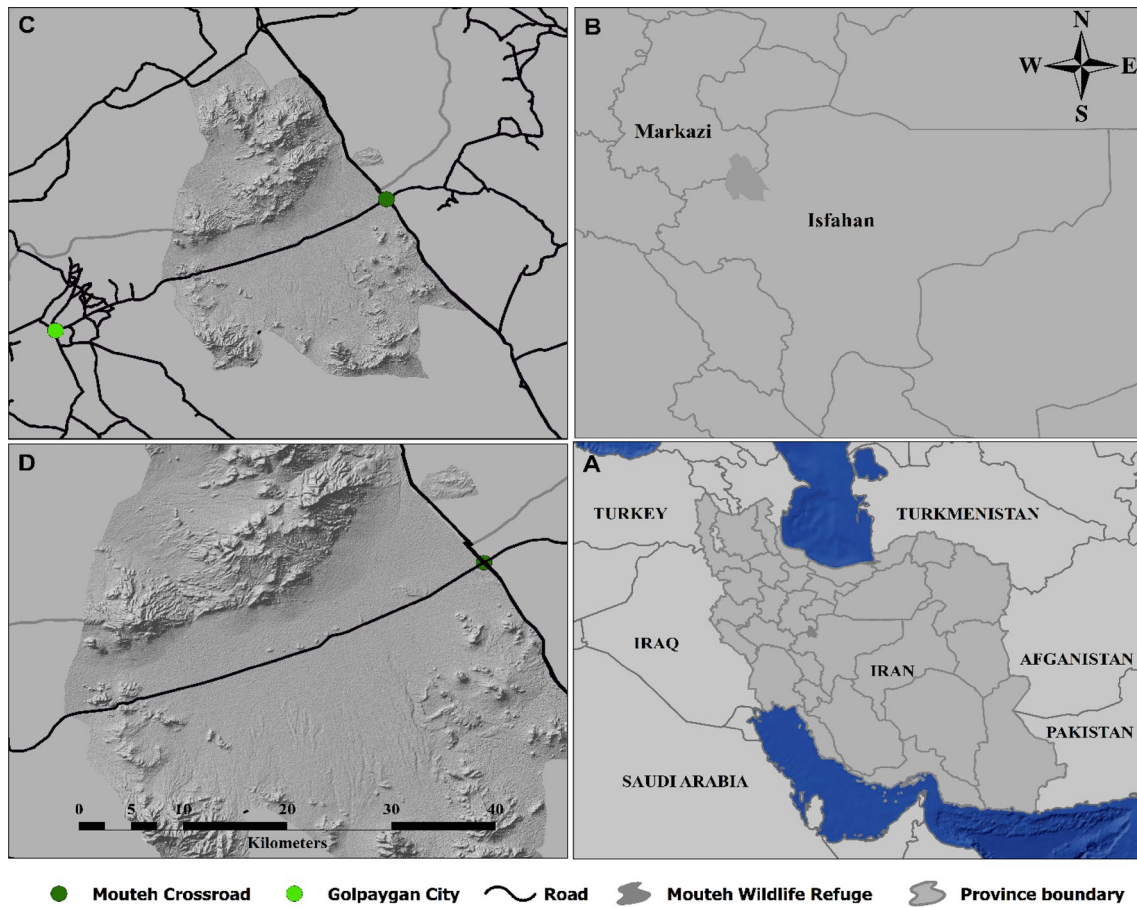 C
B
N
W E
S
Markazi
Isfahan
D
0 5 10 20 30 40
Kilometers
A
TURKEY
TURKMENISTAN
IRAQ
IRAN
AFGANISTAN
PAKISTAN
SAUDI ARABIA
Mouteh Crossroad Golpaygan City Road Mouteh Wildlife Refuge Province boundary